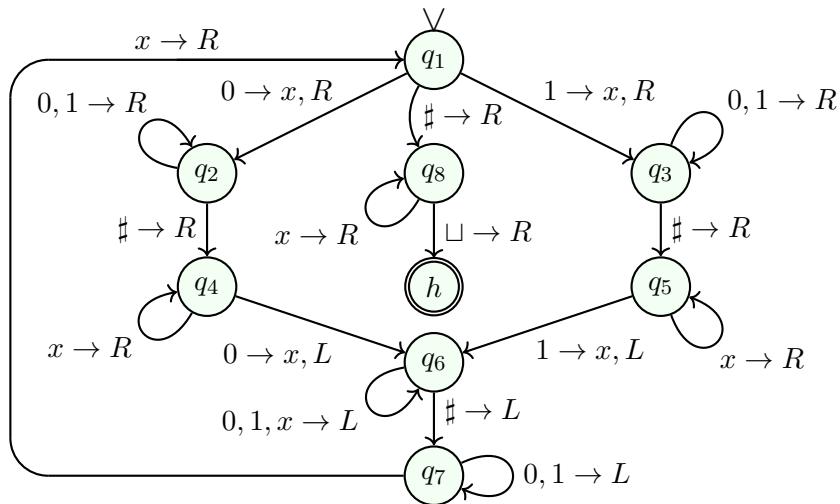 x → R
q₁
0 → x, R
1 → x, R
♯ → R
0, 1 → R
0, 1 → R
q₂
q₈
q₃
♯ → R
x → R
⊔ → R
♯ → R
q₄
h
q₅
x → R
0 → x, L
1 → x, L
x → R
q₆
0, 1, x → L
♯ → L
q₇
0, 1 → L